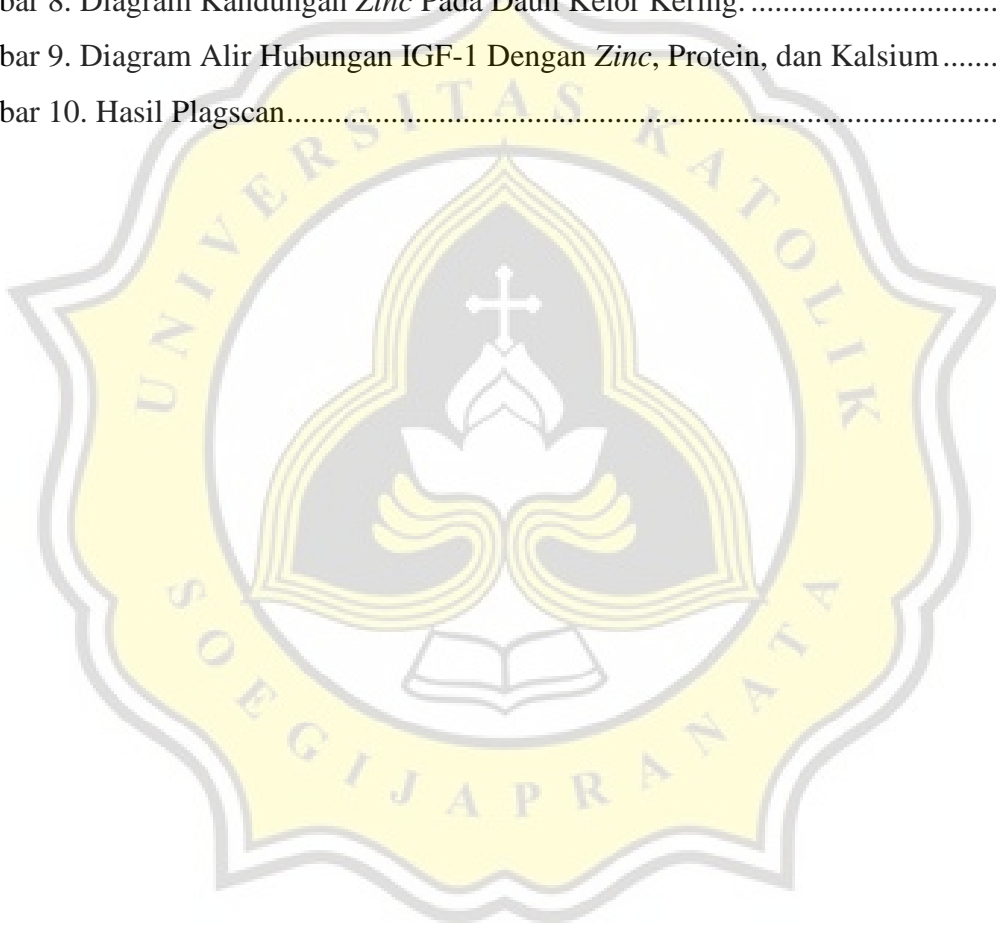 bar 8. Diagram Kandungan Zinc Pada Daun Kelor Kering. ....................................
bar 9. Diagram Alir Hubungan IGF-1 Dengan Zinc, Protein, dan Kalsium .......
bar 10. Hasil Plagscan.........................................................................................
UNIVERSITAS KATOLIK
SOEGIJAPRANATA